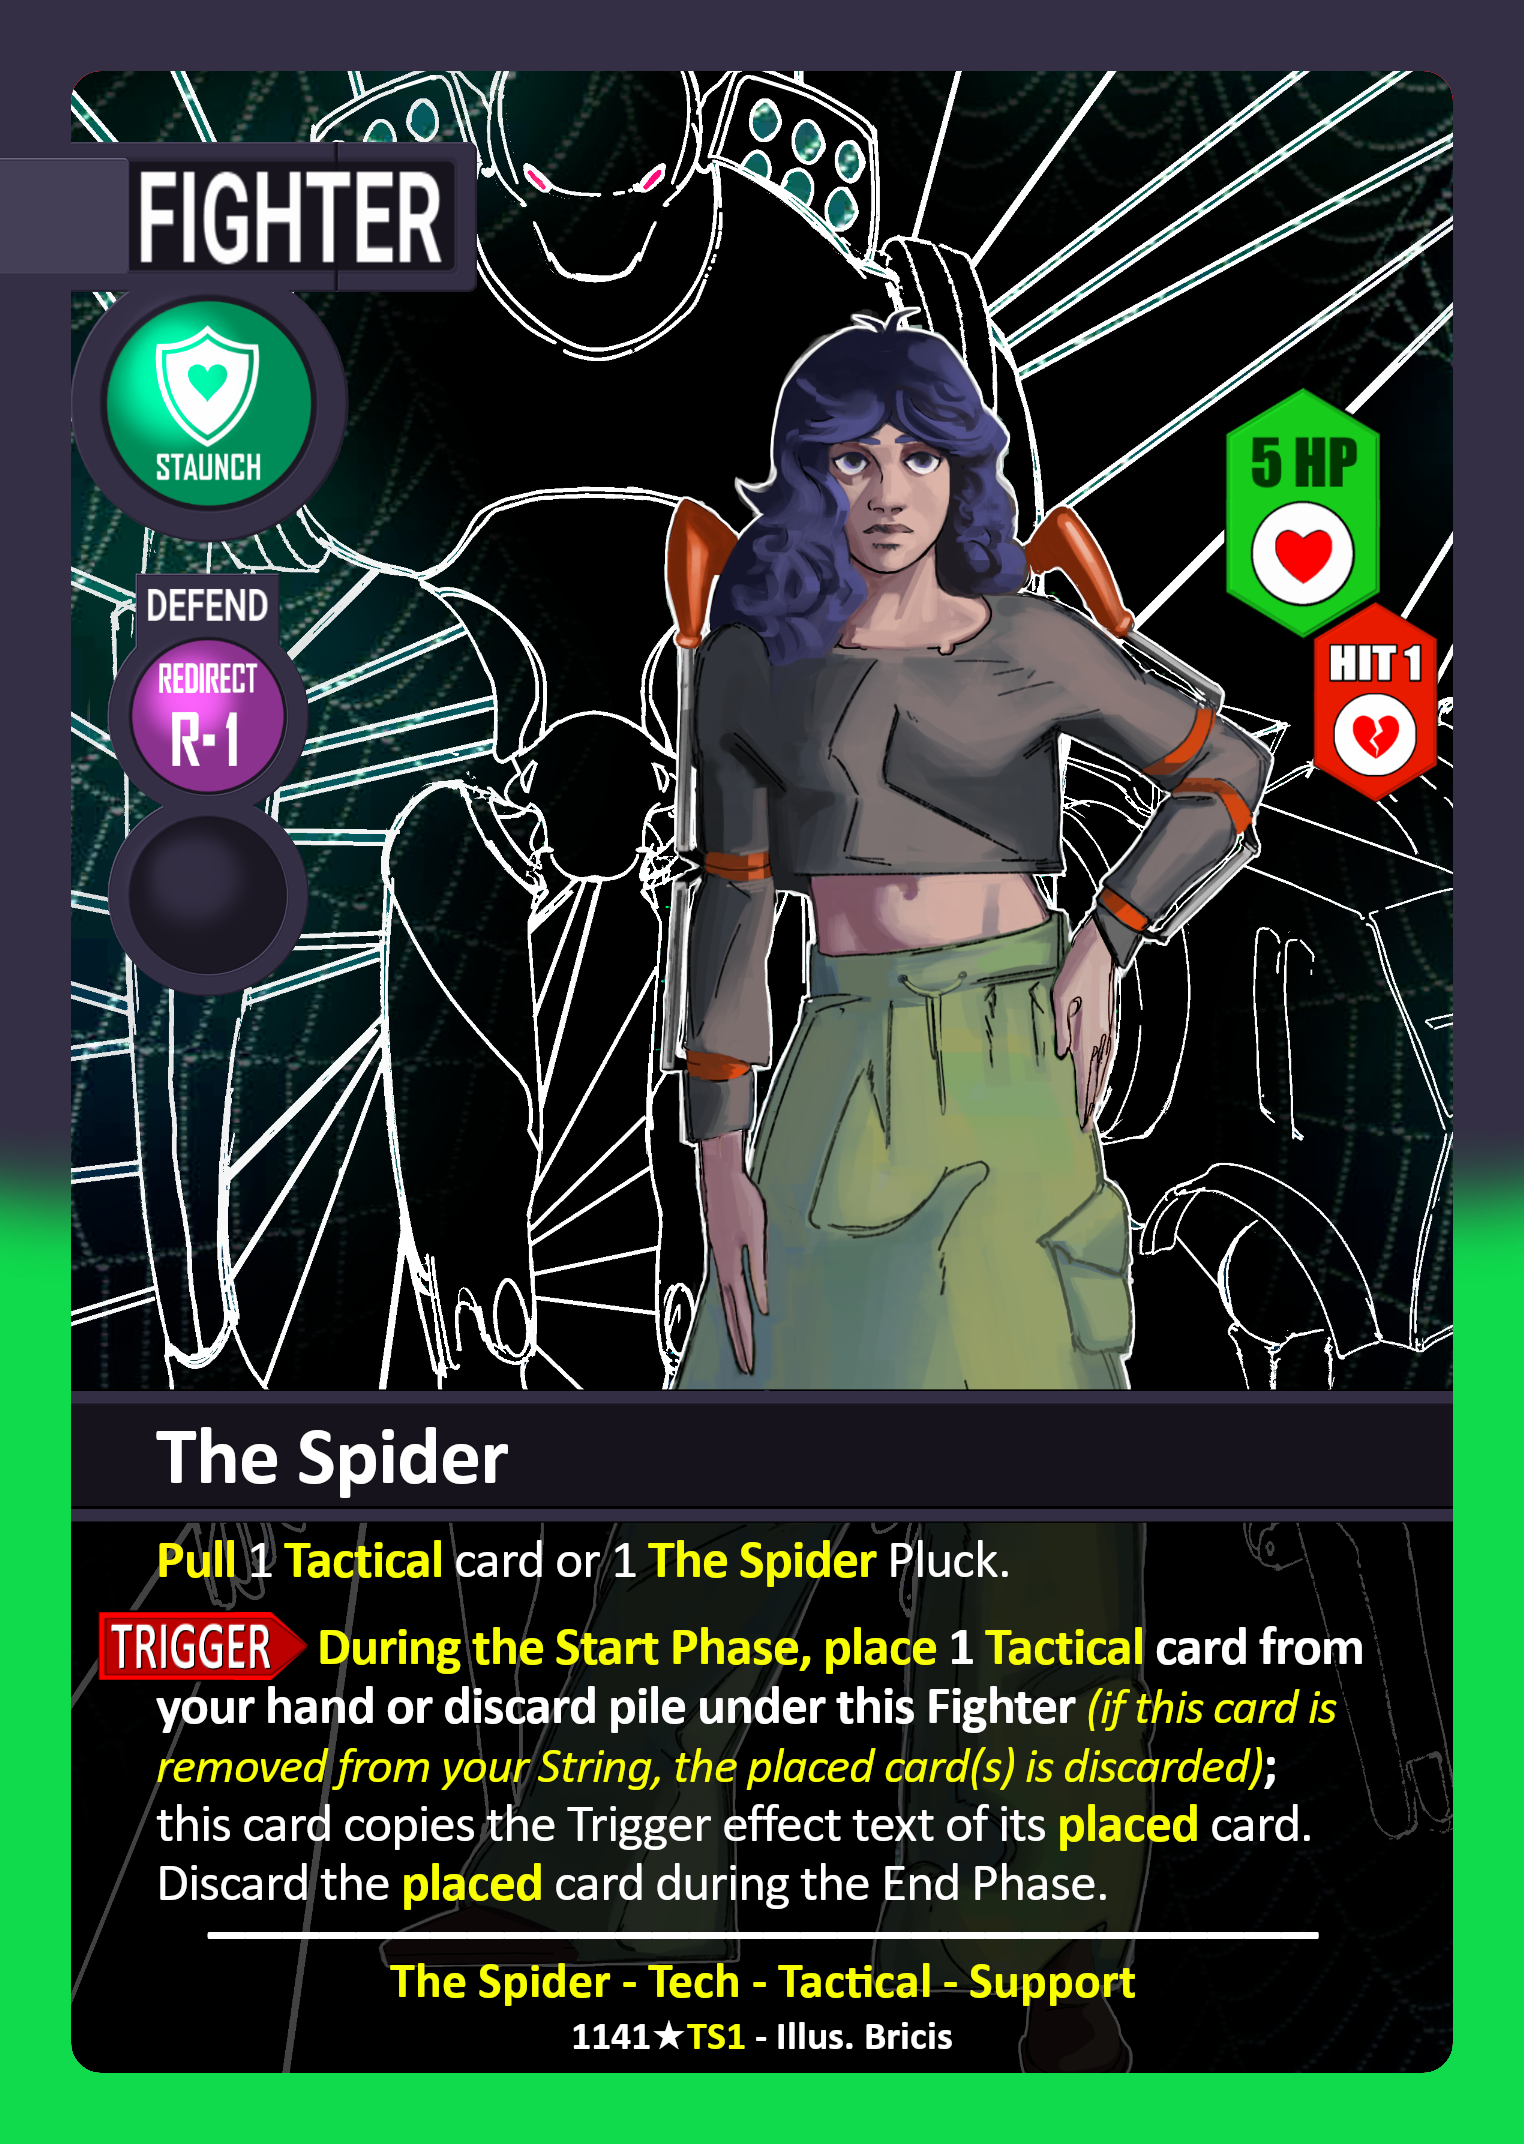 FIGHTER
STAUNCH
5 HP
DEFEND
HIT 1
REDIRECT
R-1
The Spider
Pull 1 Tactical card or 1 The Spider Pluck.
TRIGGER During the Start Phase, place 1 Tactical card from
your hand or discard pile under this Fighter (if this card is
removed from your String, the placed card(s) is discarded);
this card copies the Trigger effect text of its placed card.
Discard the placed card during the End Phase.
The Spider - Tech - Tactical - Support
1141★TS1 - Illus. Bricis